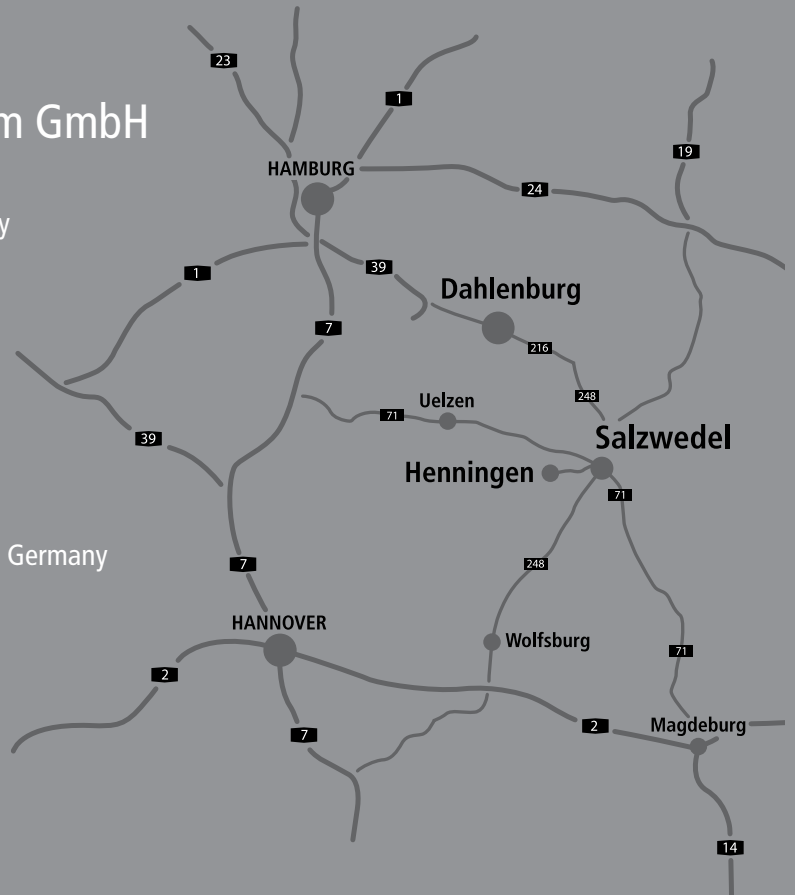 23
1
m GmbH
19
HAMBURG
24
y
39
1
Dahlenburg
7
216
248
Uelzen
71
39
Salzwedel
Henningen
71
Germany
7
248
HANNOVER
Wolfsburg
71
2
2
Magdeburg
7
14